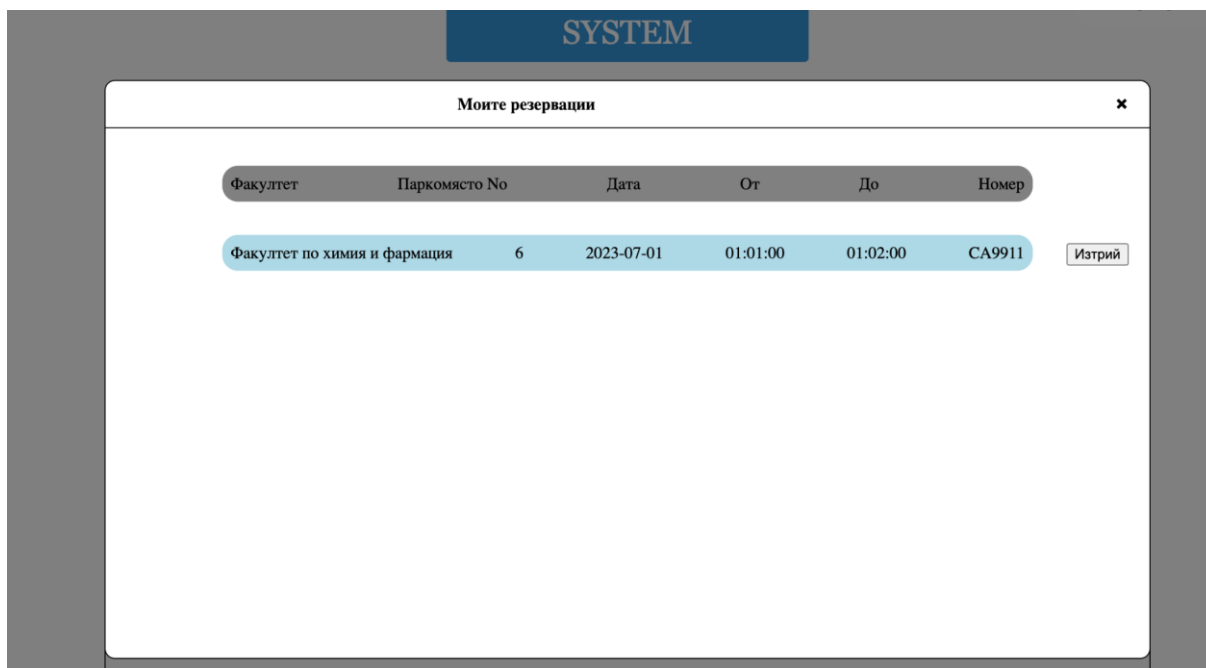 SYSTEM
Моите резервации ×
Факултет Паркомясто No Дата От До Номер
Факултет по химия и фармация 6 2023-07-01 01:01:00 01:02:00 CA9911 Изтрий